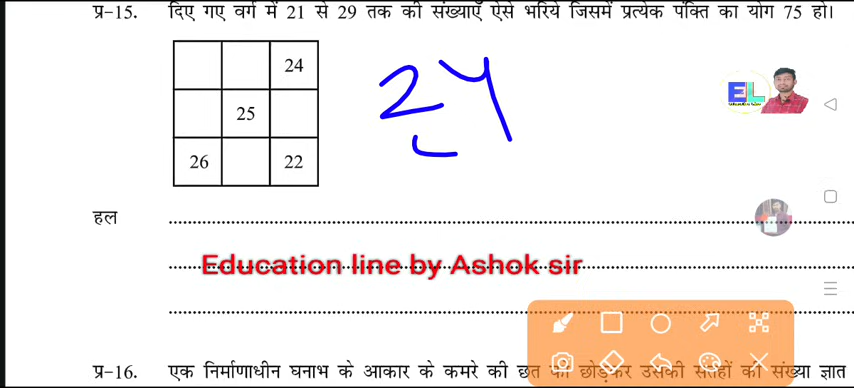 प्र-15. दिए गए वर्ग में 21 से 29 तक की संख्याएँ ऐसे भरिये जिसमें प्रत्येक पंक्ति का योग 75 हो।
24
25
26 22
24
EL
हल
Education line by Ashok sir
प्र-16. एक निर्माणाधीन घनाभ के आकार के कमरे की छत को छोड़कर उसकी सतहों की संख्या ज्ञात